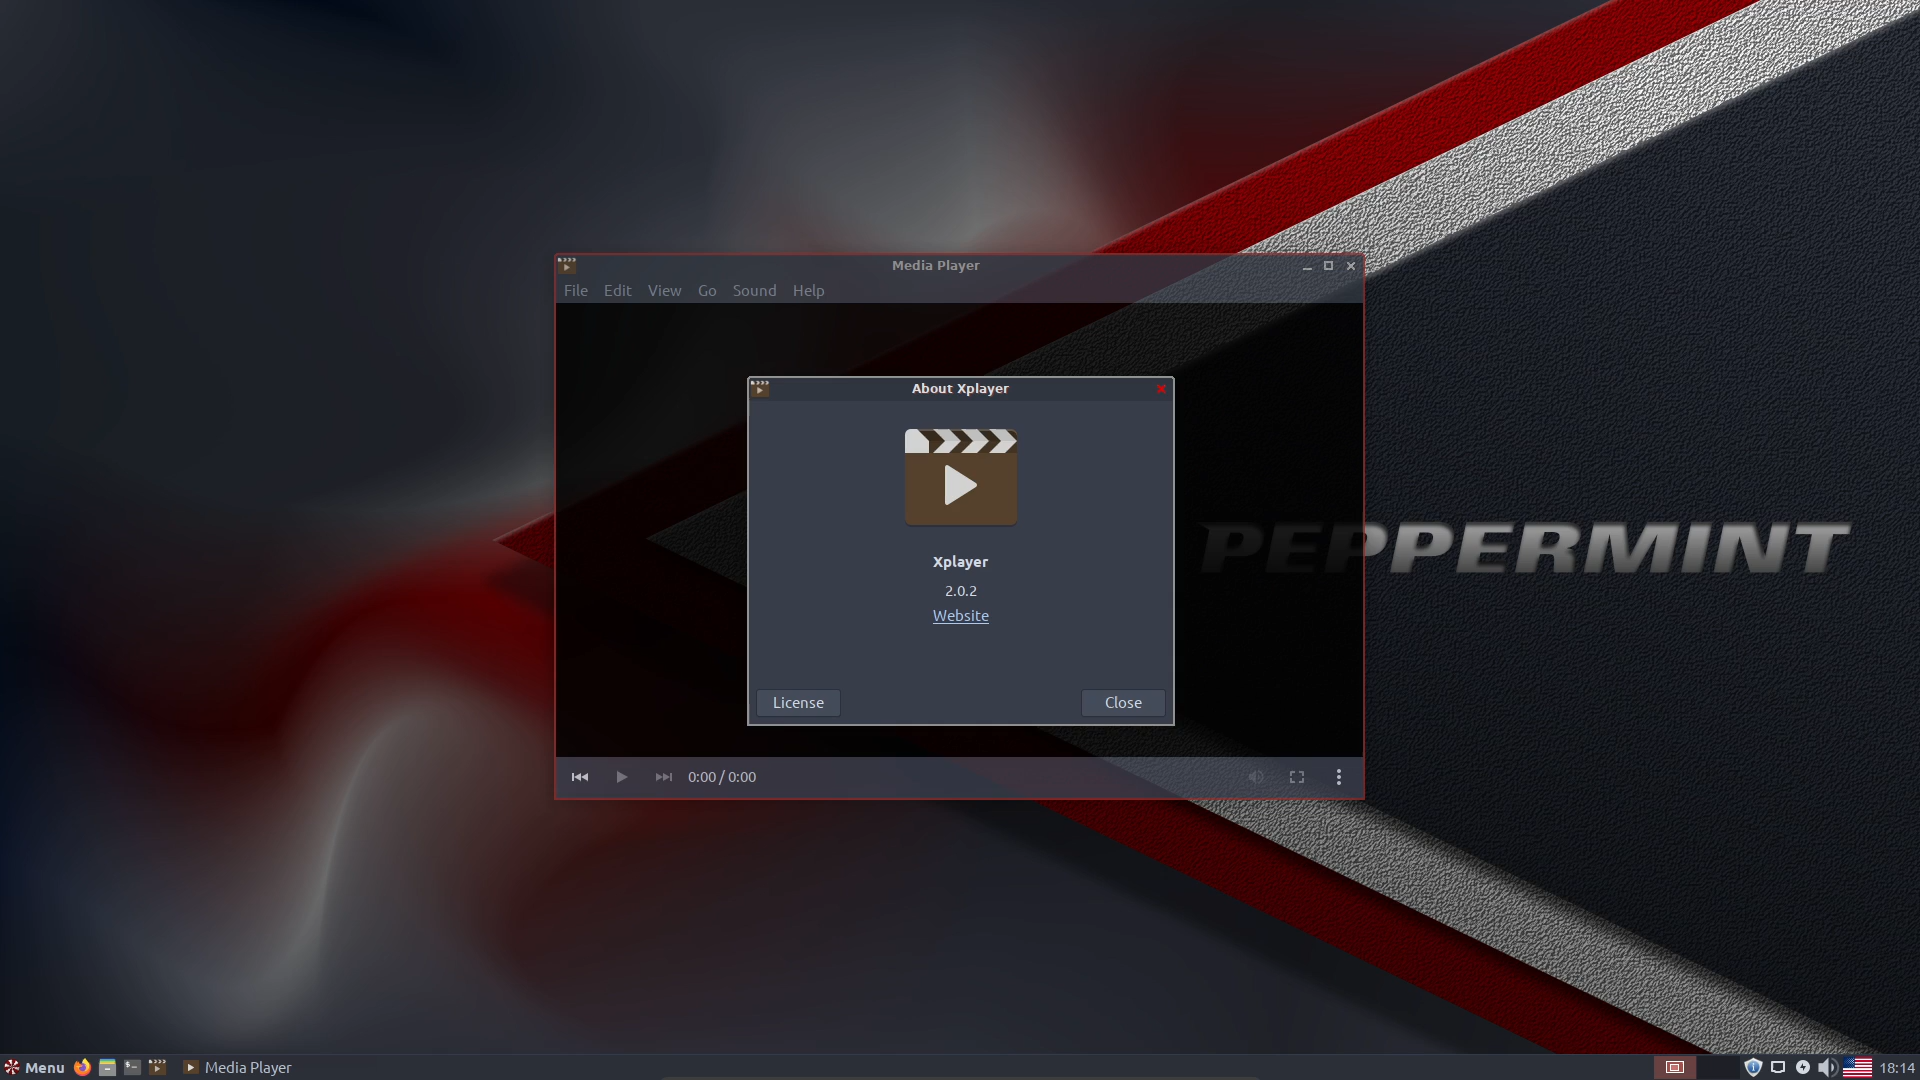 Media Player
File Edit View Go Sound Help
About Xplayer
Xplayer
2.0.2
Website
License Close
PEPPERMINT
0:00 / 0:00
Menu Media Player 18:14